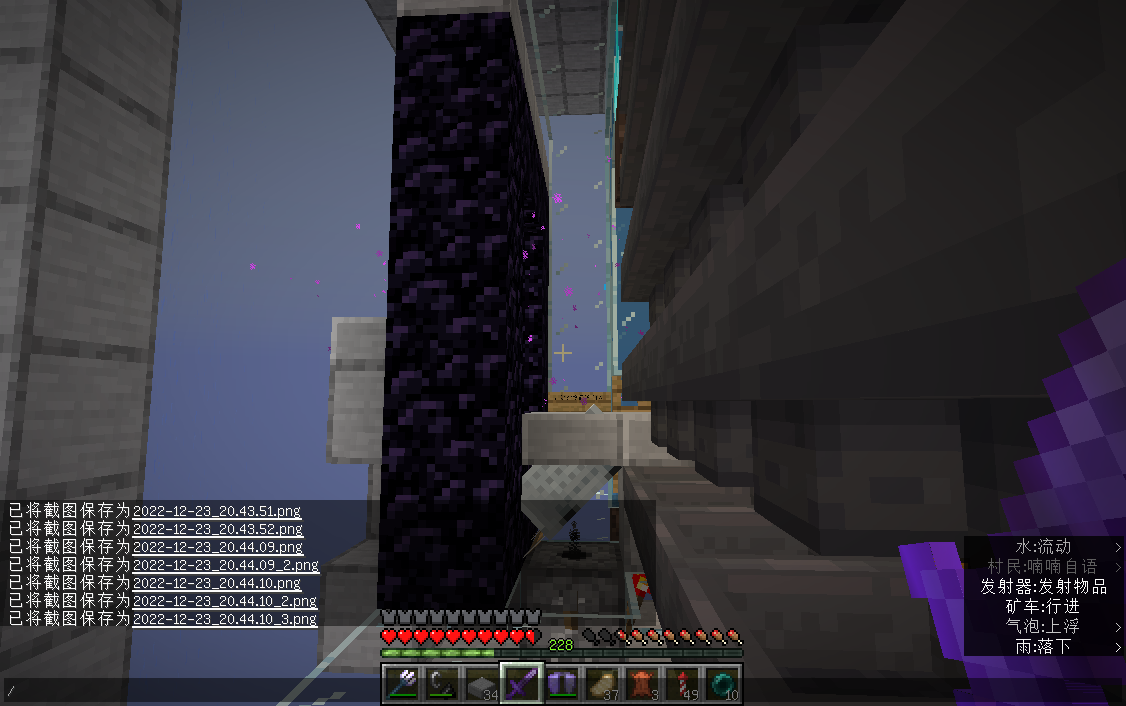 已将截图保存为2022-12-23_20.43.51.png
已将截图保存为2022-12-23_20.43.52.png
已将截图保存为2022-12-23_20.44.09.png
已将截图保存为2022-12-23_20.44.09_2.png
已将截图保存为2022-12-23_20.44.10.png
已将截图保存为2022-12-23_20.44.10_2.png
已将截图保存为2022-12-23_20.44.10_3.png
水:流动 >
村民:喃喃自语 >
发射器:发射物品
矿车:行进
气泡:上浮 >
雨:落下 >
228
34 37 3 49 10
/